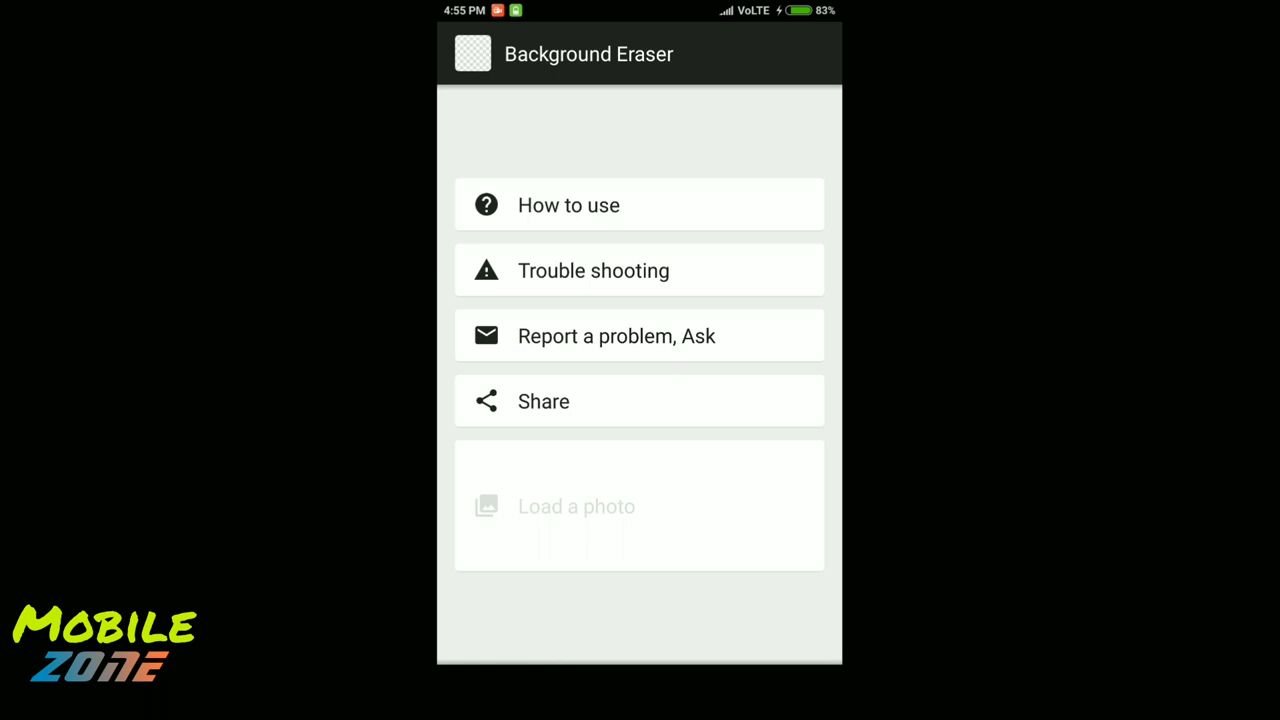 4:55 PM VoLTE 83%
Background Eraser
How to use
Trouble shooting
Report a problem, Ask
Share
Load a photo
MOBILE
ZONE